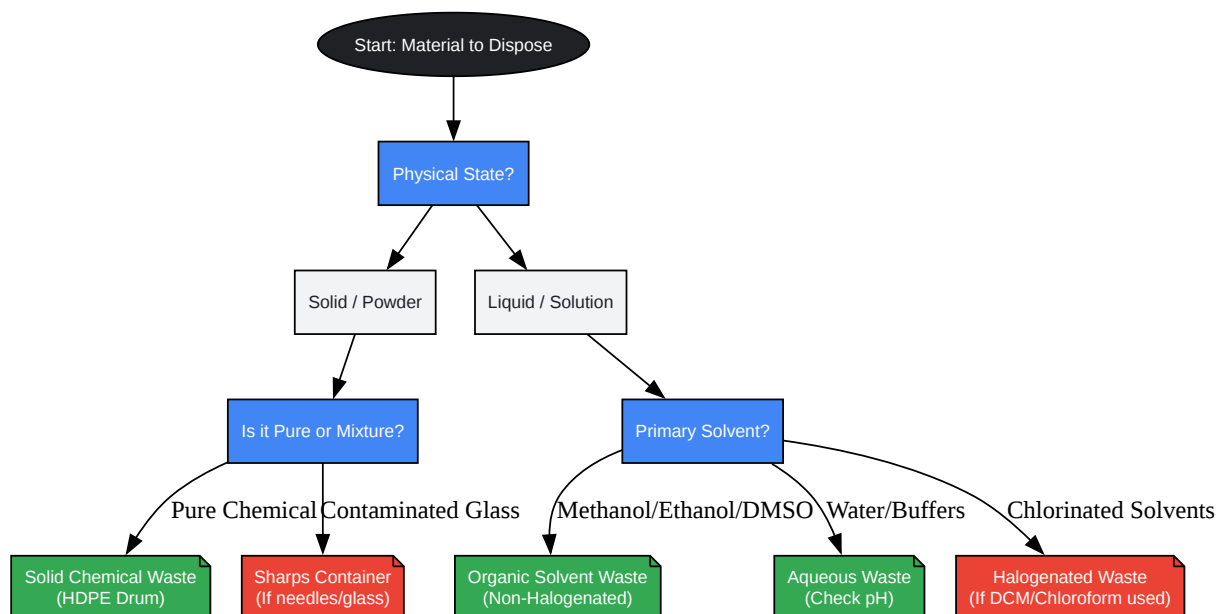 Start: Material to Dispose
Physical State?
Solid / Powder
Liquid / Solution
Is it Pure or Mixture?
Primary Solvent?
Pure Chemical
Contaminated Glass
Methanol/Ethanol/DMSO
Water/Buffers
Chlorinated Solvents
Solid Chemical Waste
(HDPE Drum)
Sharps Container
(If needles/glass)
Organic Solvent Waste
(Non-Halogenated)
Aqueous Waste
(Check pH)
Halogenated Waste
(If DCM/Chloroform used)